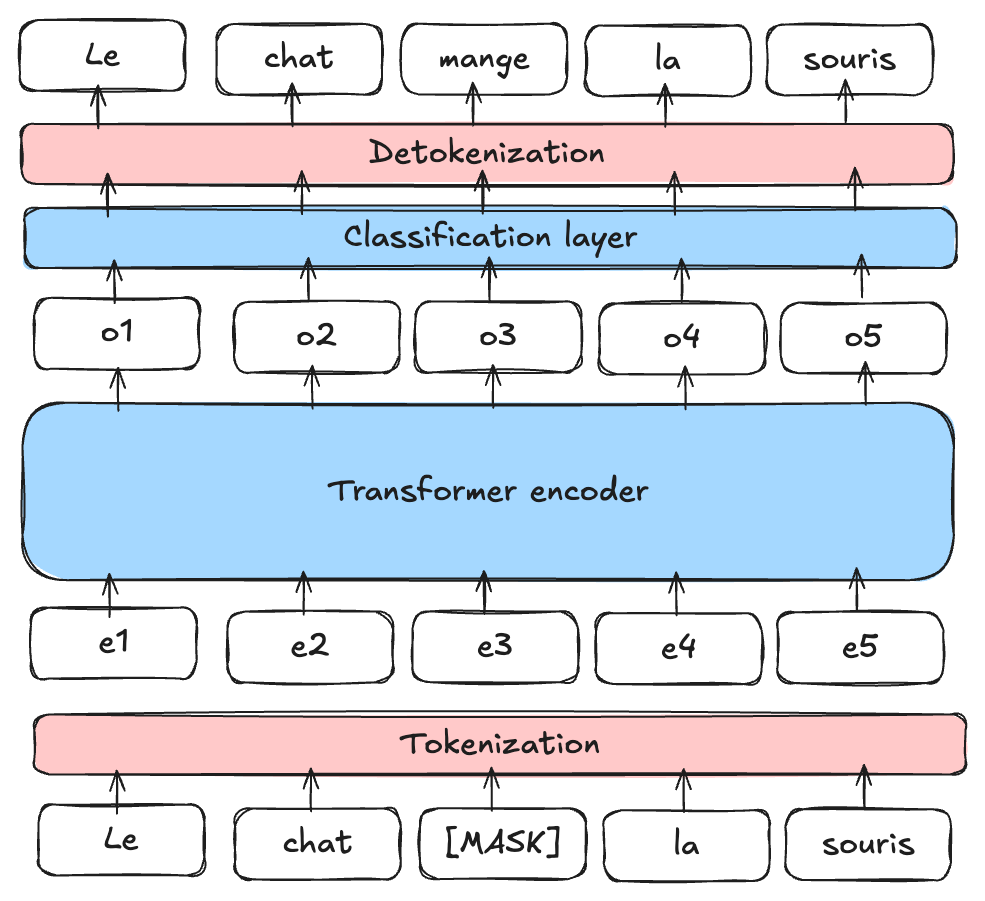 Le chat mange la souris
Detokenization
Classification layer
o1 o2 o3 o4 o5
Transformer encoder
e1 e2 e3 e4 e5
Tokenization
Le chat [MASK] la souris